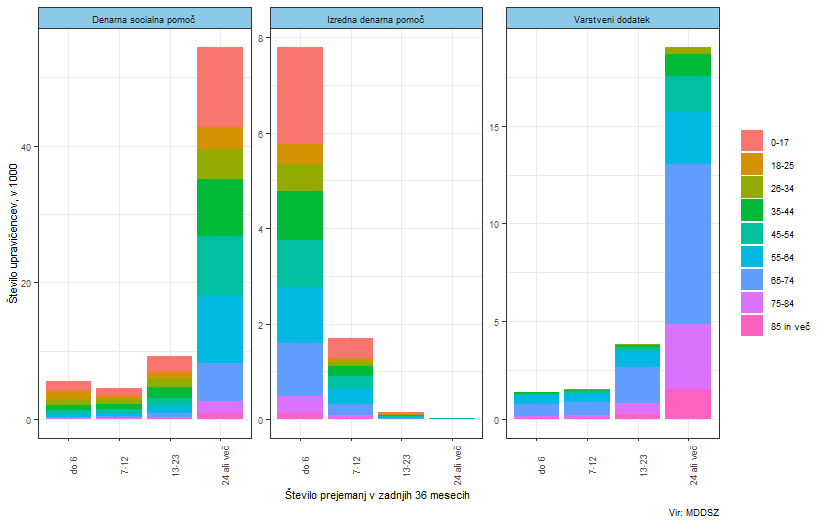 Denarna socialna pomoč
Izredna denarna pomoč
Varstveni dodatek
Število upravičencev, v 1000
0
20
40
0
2
4
6
8
0
5
10
15
do 6
7-12
13-23
24 ali več
do 6
7-12
13-23
24 ali več
do 6
7-12
13-23
24 ali več
Število prejemanj v zadnjih 36 mesecih
0-17
18-25
26-34
35-44
45-54
55-64
65-74
75-84
85 in več
Vir: MDDSZ